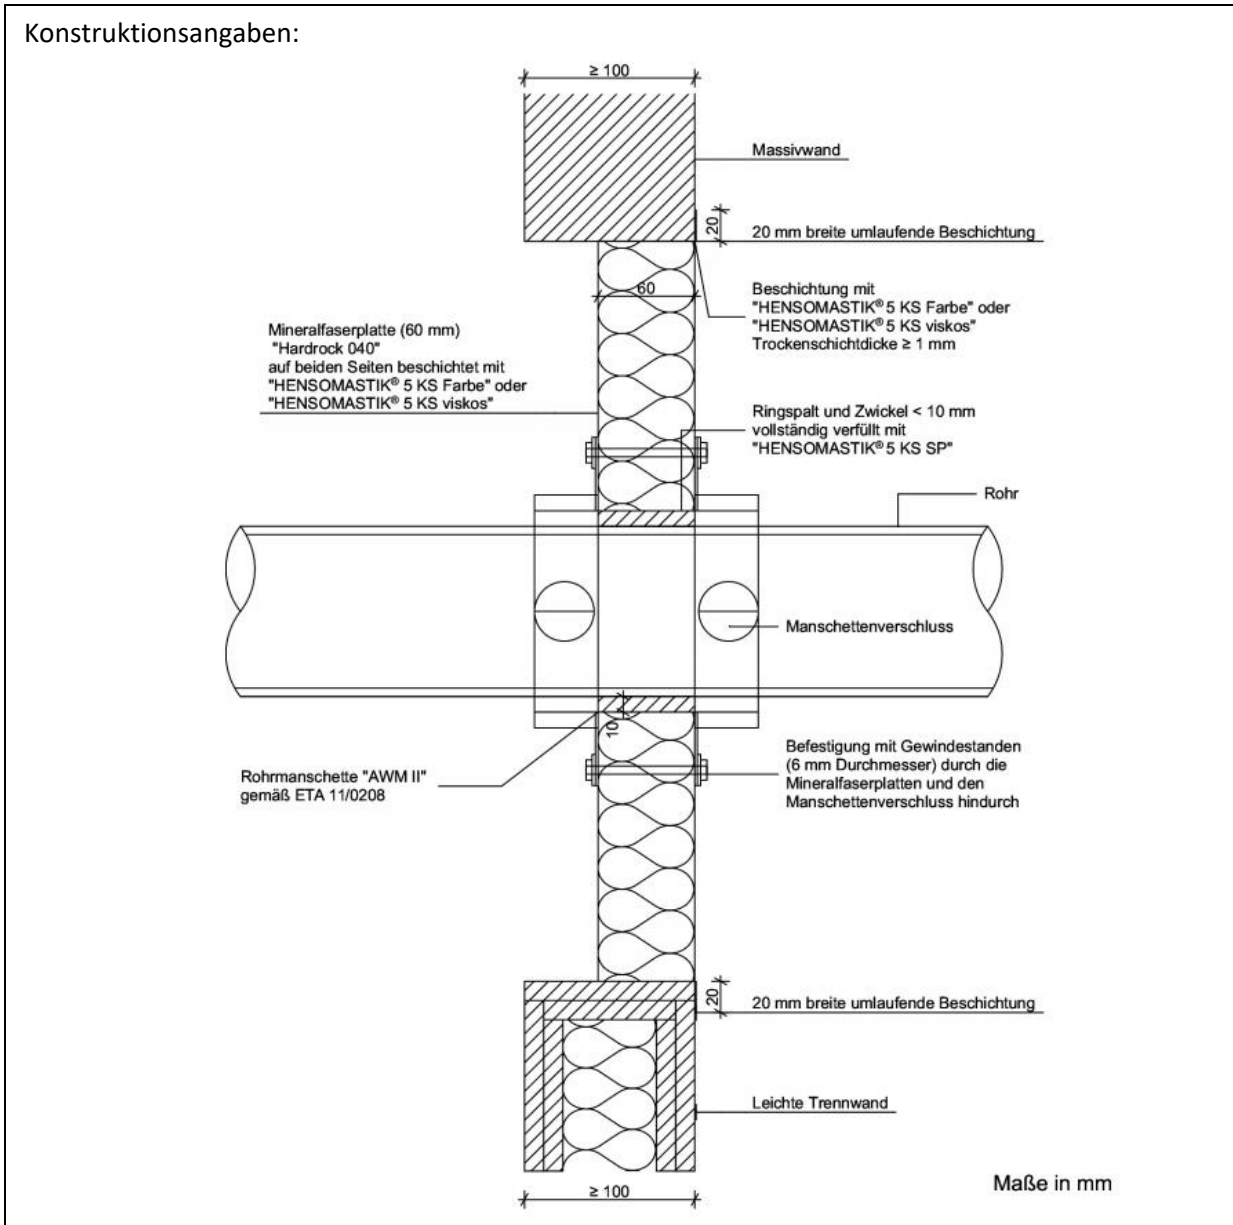 Konstruktionsangaben:
≥ 100
Massivwand
20
20 mm breite umlaufende Beschichtung
60
Beschichtung mit
"HENSOMASTIK® 5 KS Farbe" oder
"HENSOMASTIK® 5 KS viskos"
Trockenschichtdicke ≥ 1 mm
Mineralfaserplatte (60 mm)
"Hardrock 040"
auf beiden Seiten beschichtet mit
"HENSOMASTIK® 5 KS Farbe" oder
"HENSOMASTIK® 5 KS viskos"
Ringspalt und Zwickel < 10 mm
vollständig verfüllt mit
"HENSOMASTIK® 5 KS SP"
Rohr
Manschettenverschluss
10
Rohrmanschette "AWM II"
gemäß ETA 11/0208
Befestigung mit Gewindestanden
(6 mm Durchmesser) durch die
Mineralfaserplatten und den
Manschettenverschluss hindurch
20
20 mm breite umlaufende Beschichtung
Leichte Trennwand
≥ 100
Maße in mm